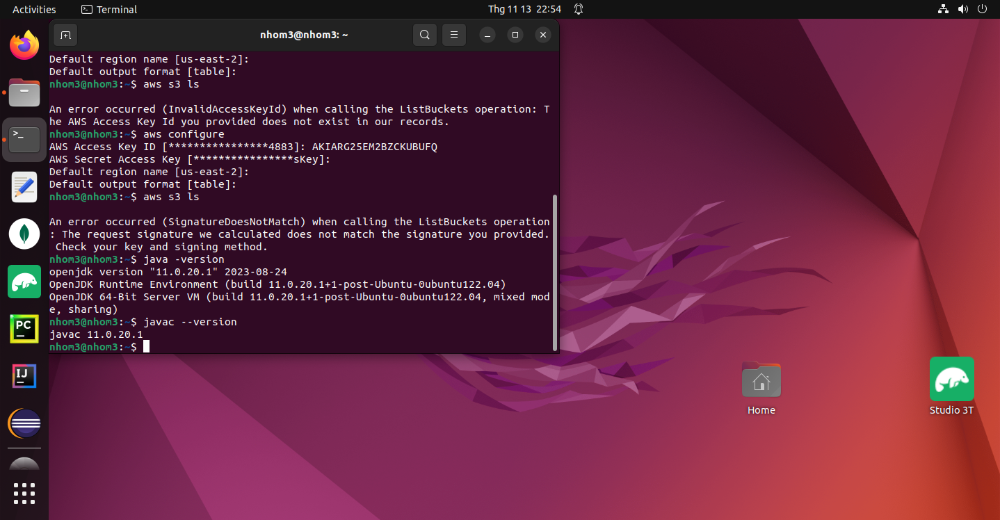 Activities
Terminal
Thg 11 13 22:54
nhom3@nhom3: ~
Default region name [us-east-2]:
Default output format [table]:
nhom3@nhom3:~$ aws s3 ls
An error occurred (InvalidAccessKeyId) when calling the ListBuckets operation: T
he AWS Access Key Id you provided does not exist in our records.
nhom3@nhom3:~$ aws configure
AWS Access Key ID [****************4883]: AKIARG25EM2BZCKUBUFQ
AWS Secret Access Key [****************sKey]:
Default region name [us-east-2]:
Default output format [table]:
nhom3@nhom3:~$ aws s3 ls
An error occurred (SignatureDoesNotMatch) when calling the ListBuckets operation
: The request signature we calculated does not match the signature you provided.
Check your key and signing method.
nhom3@nhom3:~$ java -version
openjdk version "11.0.20.1" 2023-08-24
OpenJDK Runtime Environment (build 11.0.20.1+1-post-Ubuntu-0ubuntu122.04)
OpenJDK 64-Bit Server VM (build 11.0.20.1+1-post-Ubuntu-0ubuntu122.04, mixed mod
e, sharing)
nhom3@nhom3:~$ javac --version
javac 11.0.20.1
nhom3@nhom3:~$
>_
PC
IJ
Home
Studio 3T